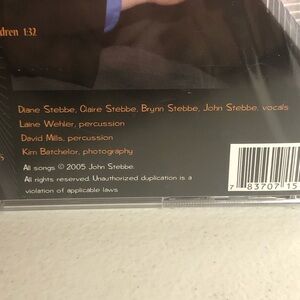 dren 1:32
Diane Stebbe, Claire Stebbe, Brynn Stebbe, John Stebbe, vocals
Laine Wehler, percussion
David Mills, percussion
Kim Batchelor, photography
All songs © 2005 John Stebbe.
All rights reserved. Unauthorized duplication is a
violation of applicable laws
7 83707 15